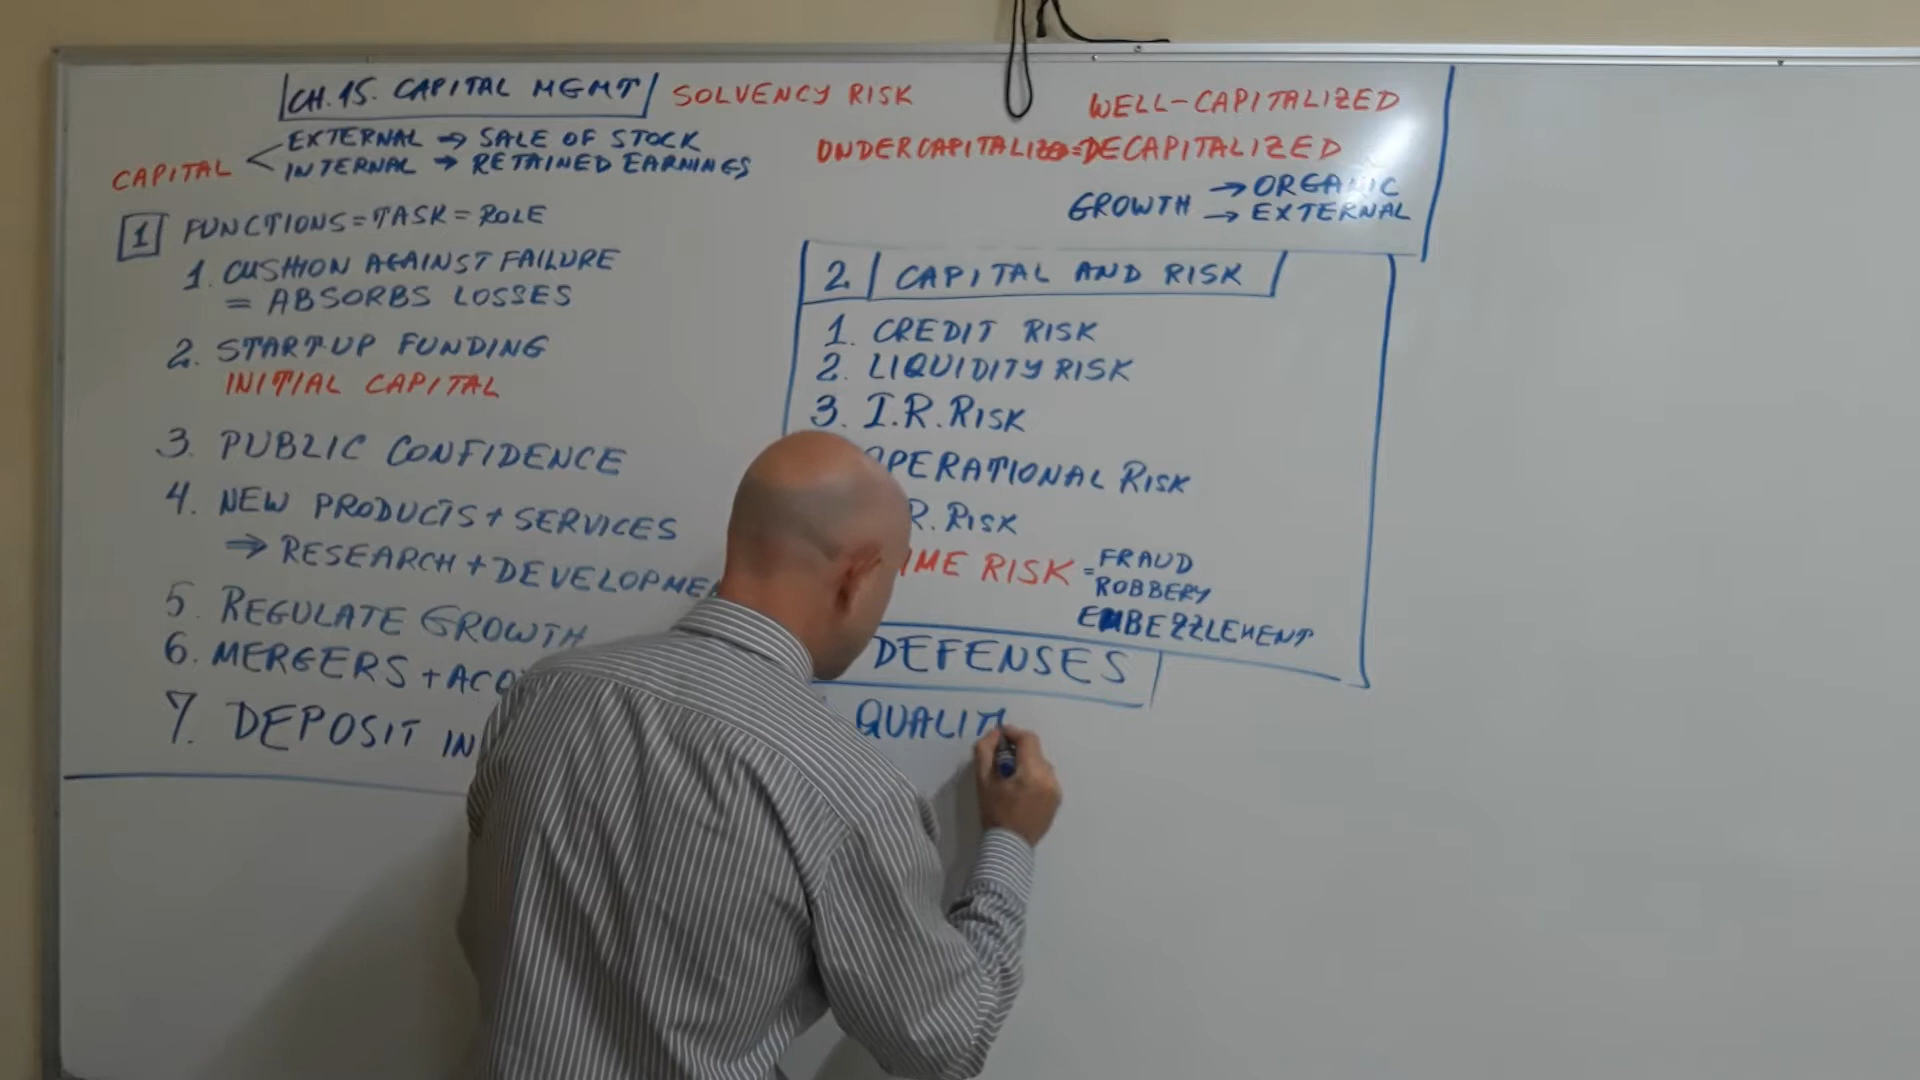 CH.15. CAPITAL MGMT SOLVENCY RISK
WELL-CAPITALIZED
CAPITAL
EXTERNAL → SALE OF STOCK
INTERNAL → RETAINED EARNINGS
= DECAPITALIZED
GROWTH → ORGANIC
→ EXTERNAL
1 FUNCTIONS = TASK = ROLE
1. CUSHION AGAINST FAILURE
= ABSORBS LOSSES
2. START-UP FUNDING
INITIAL CAPITAL
3. PUBLIC CONFIDENCE
4. NEW PRODUCTS + SERVICES
⇒ RESEARCH + DEVELOPME
5. REGULATE GROWTH
6. MERGERS + ACQ
7. DEPOSIT IN
2 CAPITAL AND RISK
1. CREDIT RISK
2. LIQUIDITY RISK
3. I.R. RISK
OPERATIONAL RISK
R. RISK
IME RISK = FRAUD
ROBBERY
EMBEZZLEMENT
DEFENSES
QUALIT